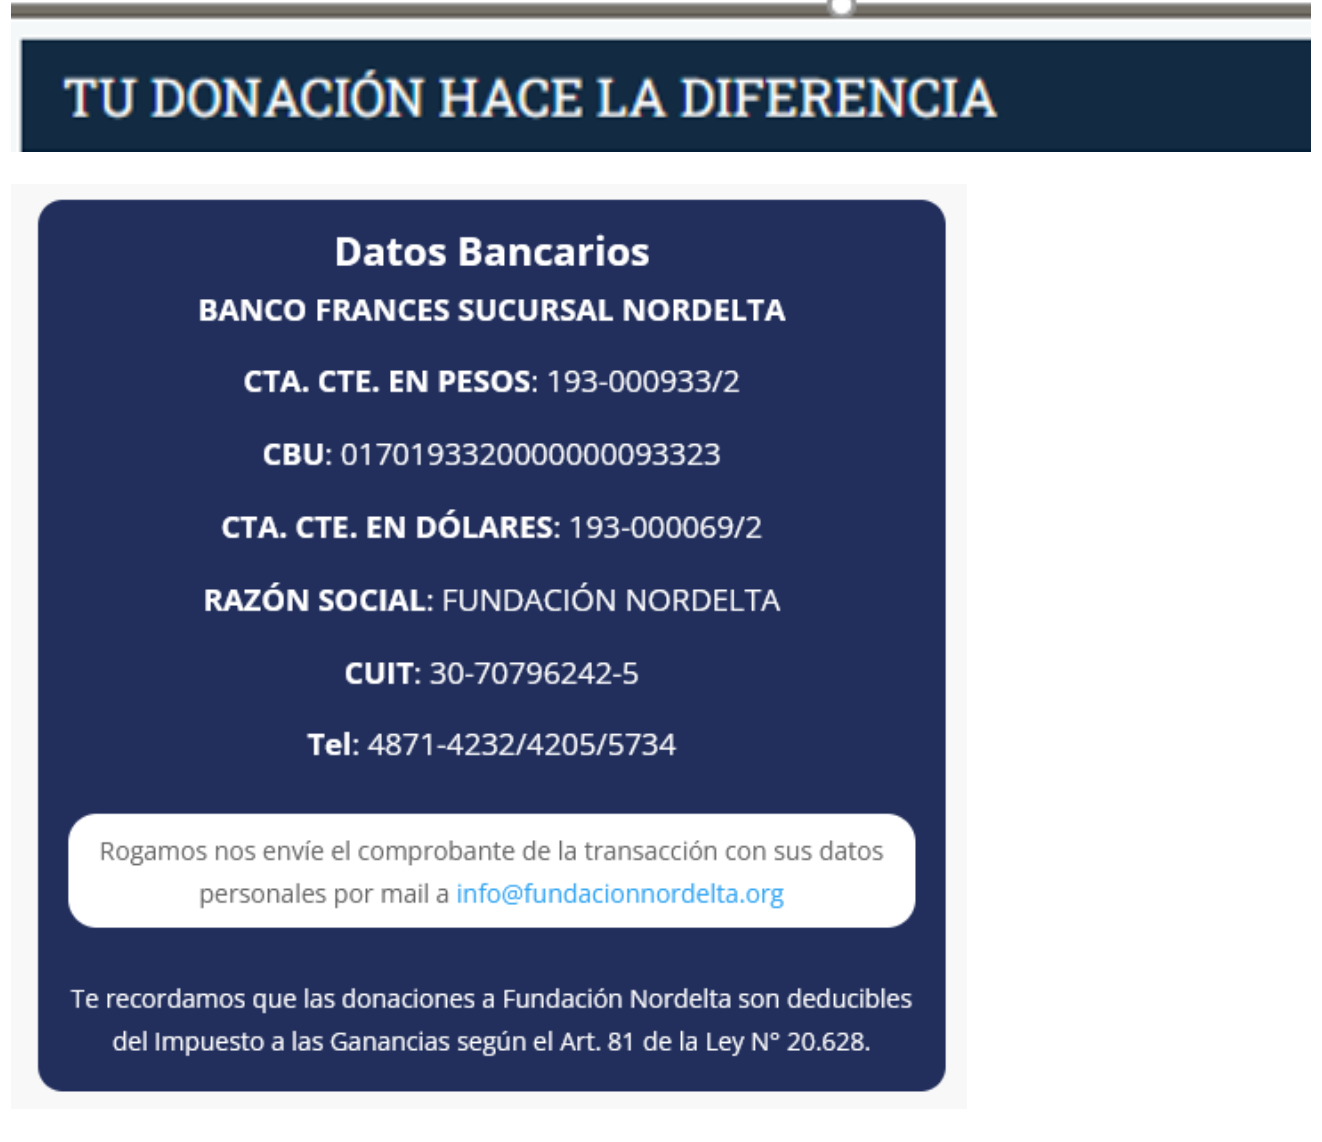 TU DONACIÓN HACE LA DIFERENCIA
Datos Bancarios
BANCO FRANCES SUCURSAL NORDELTA
CTA. CTE. EN PESOS: 193-000933/2
CBU: 0170193320000000093323
CTA. CTE. EN DÓLARES: 193-000069/2
RAZÓN SOCIAL: FUNDACIÓN NORDELTA
CUIT: 30-70796242-5
Tel: 4871-4232/4205/5734
Rogamos nos envíe el comprobante de la transacción con sus datos
personales por mail a info@fundacionnordelta.org
Te recordamos que las donaciones a Fundación Nordelta son deducibles
del Impuesto a las Ganancias según el Art. 81 de la Ley N° 20.628.